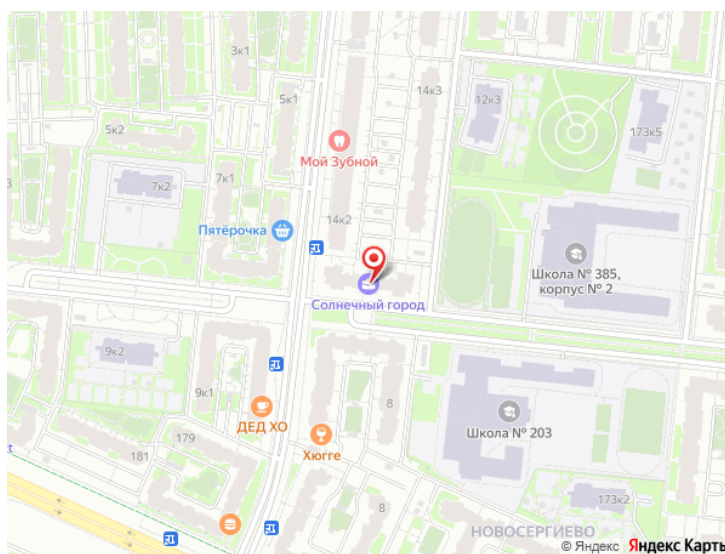 3к1
5к1
14к3
12к3
173к5
5к2
Мой Зубной
7к2
7к1
14к2
Пятёрочка
Школа № 385,
корпус № 2
Солнечный город
9к2
9к1
8
ДЕД ХО
Школа № 203
179
Хюгге
181
173к2
8
НОВОСЕРГИЕВО
© Яндекс Яндекс Карты